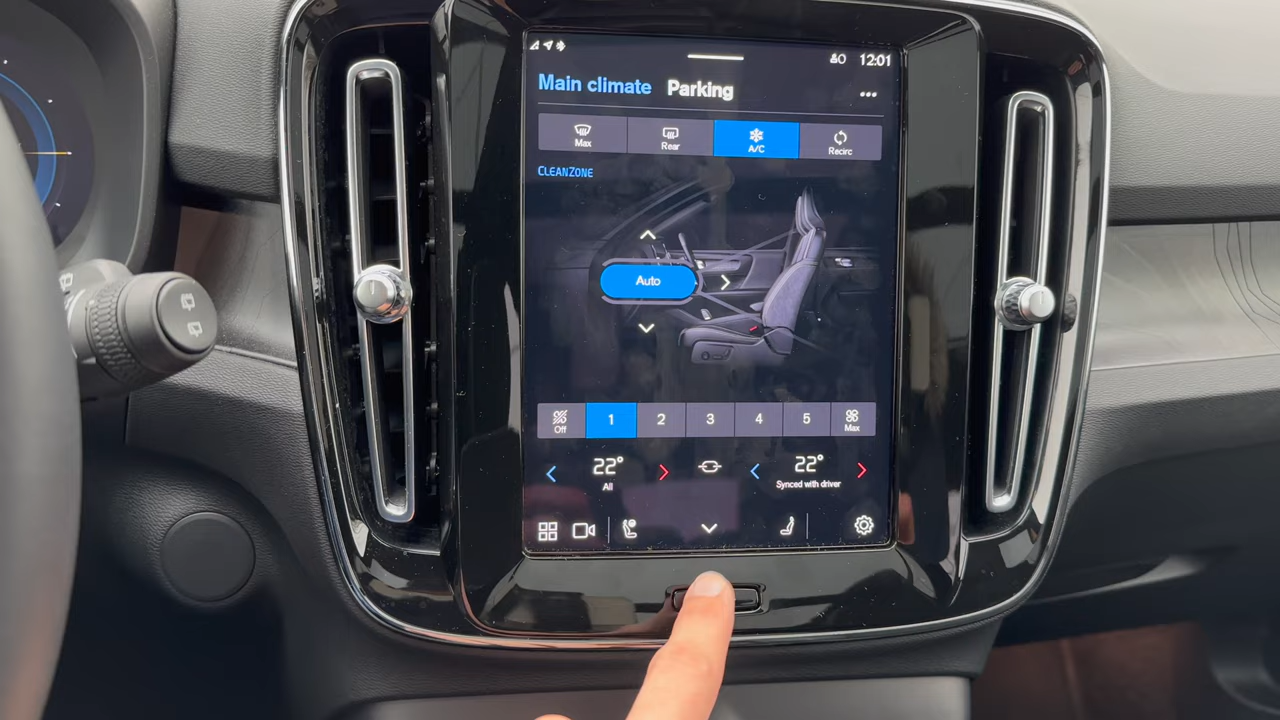 12:01
Main climate Parking
Max Rear A/C Recirc
CLEANZONE
Auto
Off 1 2 3 4 5 Max
22° 22°
All Synced with driver